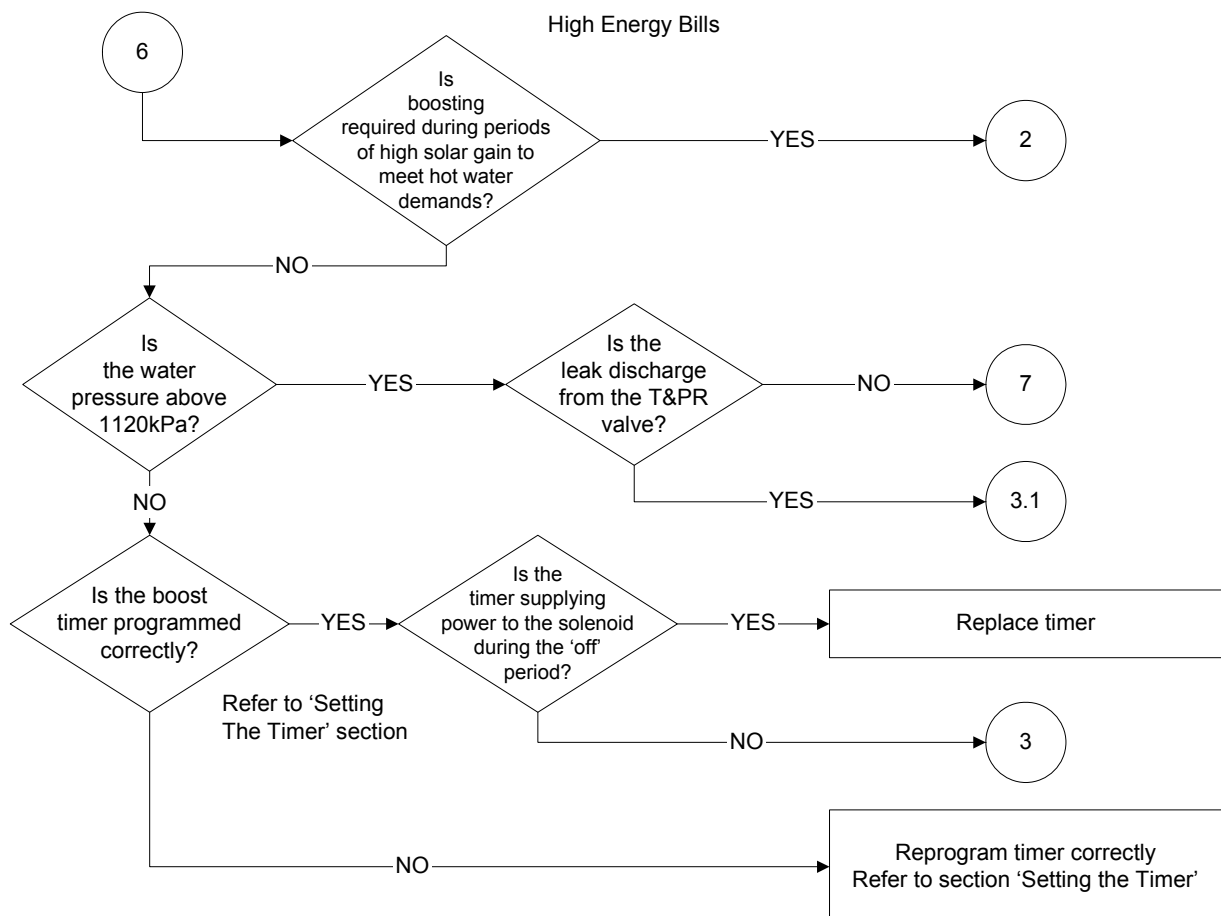 High Energy Bills
6
Is
boosting
required during periods
of high solar gain to
meet hot water
demands?
YES
2
NO
Is
the water
pressure above
1120kPa?
YES
Is the
leak discharge
from the T&PR
valve?
NO
7
YES
3.1
NO
Is the boost
timer programmed
correctly?
YES
Is the
timer supplying
power to the solenoid
during the ‘off’
period?
YES
Replace timer
Refer to ‘Setting
The Timer’ section
NO
3
NO
Reprogram timer correctly
Refer to section ‘Setting the Timer’